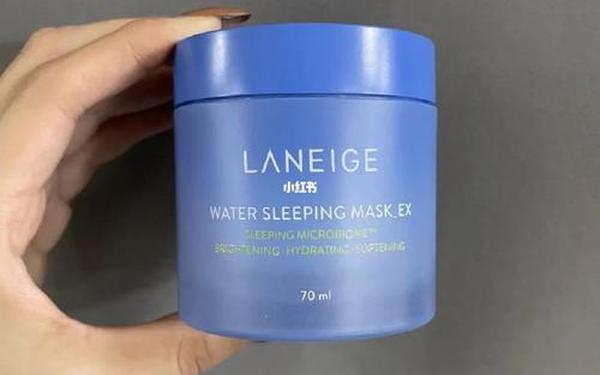 LANEIGE
小红书
WATER SLEEPING MASK_EX
SLEEPING MICROBIOME™
BRIGHTENING · HYDRATING · SOFTENING
70 ml